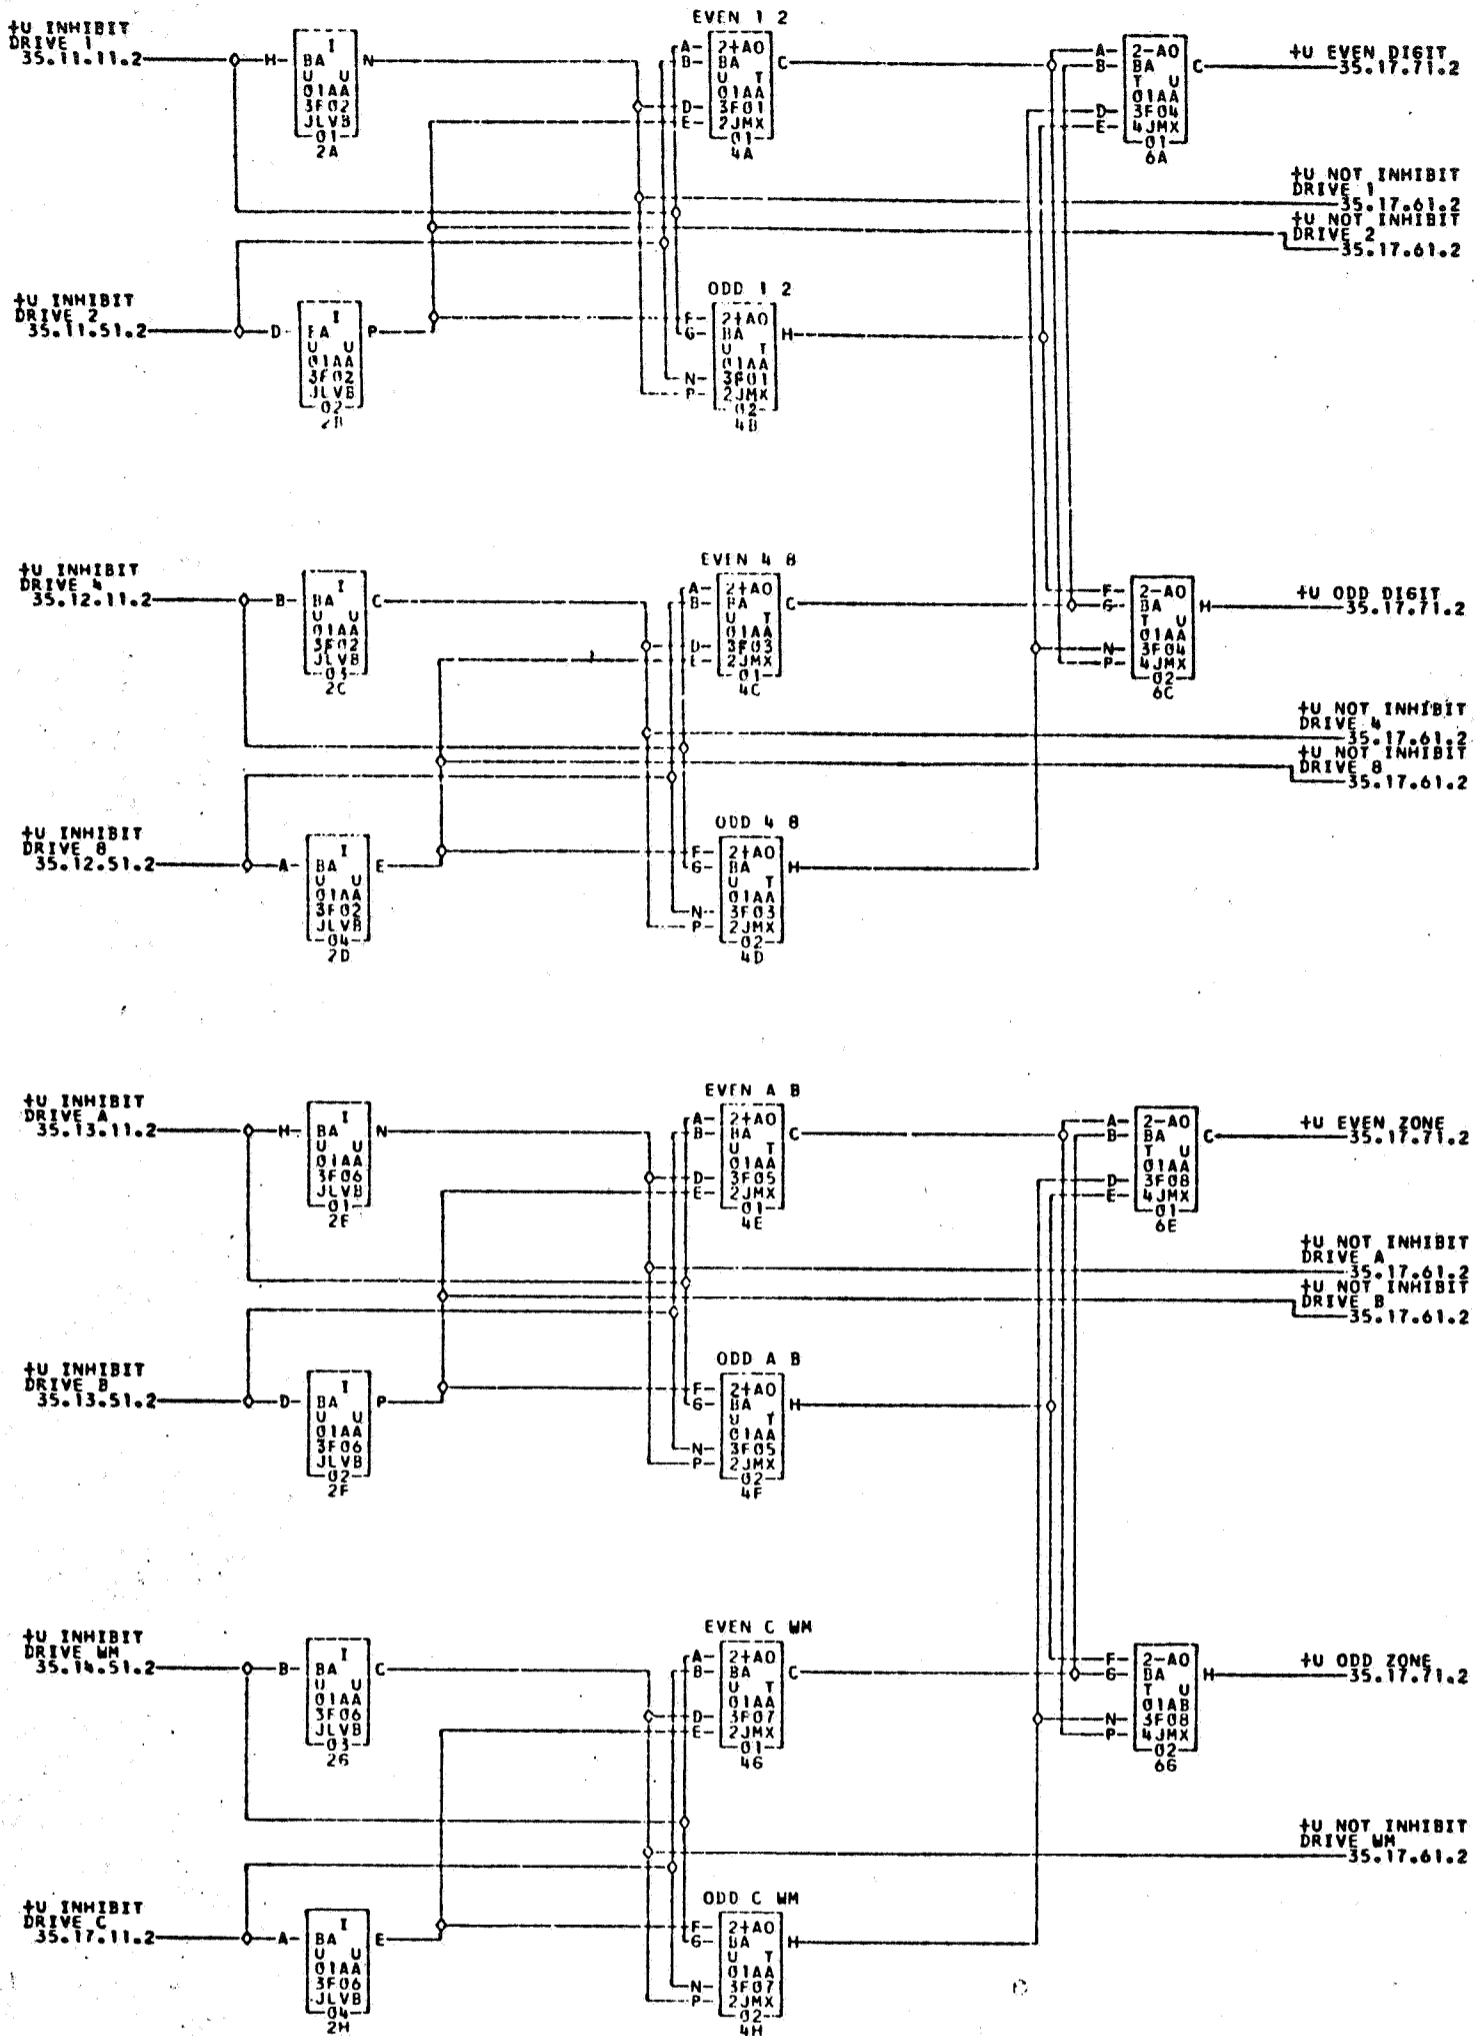 +U INHIBIT
DRIVE 1
35.11.11.2
H
I
BA
U U
01AA
3F02
JLVB
01
2A
N
EVEN 1 2
A
B
D
E
2+AO
BA
U T
01AA
3F01
2JMX
01
4A
C
A
B
D
E
2-AO
BA
T U
01AA
3F04
4JMX
01
6A
C
+U EVEN DIGIT
35.17.71.2
+U NOT INHIBIT
DRIVE 1
35.17.61.2
+U NOT INHIBIT
DRIVE 2
35.17.61.2
+U INHIBIT
DRIVE 2
35.11.51.2
D
I
BA
U U
01AA
3F02
JLVB
02
2B
P
ODD 1 2
F
G
N
P
2+AO
BA
U T
01AA
3F01
2JMX
02
4B
H
+U INHIBIT
DRIVE 4
35.12.11.2
B
I
BA
U U
01AA
3F02
JLVB
03
2C
C
EVEN 4 8
A
B
D
E
2+AO
BA
U T
01AA
3F03
2JMX
01
4C
C
F
G
N
P
2-AO
BA
T U
01AA
3F04
4JMX
02
6C
H
+U ODD DIGIT
35.17.71.2
+U NOT INHIBIT
DRIVE 4
35.17.61.2
+U NOT INHIBIT
DRIVE 8
35.17.61.2
+U INHIBIT
DRIVE 8
35.12.51.2
A
I
BA
U U
01AA
3F02
JLVB
04
2D
E
ODD 4 8
F
G
N
P
2+AO
BA
U T
01AA
3F03
2JMX
02
4D
H
+U INHIBIT
DRIVE A
35.13.11.2
H
I
BA
U U
01AA
3F06
JLVB
01
2E
N
EVEN A B
A
B
D
E
2+AO
BA
U T
01AA
3F05
2JMX
01
4E
C
A
B
D
E
2-AO
BA
T U
01AA
3F08
4JMX
01
6E
C
+U EVEN ZONE
35.17.71.2
+U NOT INHIBIT
DRIVE A
35.17.61.2
+U NOT INHIBIT
DRIVE B
35.17.61.2
+U INHIBIT
DRIVE B
35.13.51.2
D
I
BA
U U
01AA
3F06
JLVB
02
2F
P
ODD A B
F
G
N
P
2+AO
BA
U T
01AA
3F05
2JMX
02
4F
H
+U INHIBIT
DRIVE WM
35.14.51.2
B
I
BA
U U
01AA
3F06
JLVB
03
2G
C
EVEN C WM
A
B
D
E
2+AO
BA
U T
01AA
3F07
2JMX
01
4G
C
F
G
N
P
2-AO
BA
T U
01AB
3F08
4JMX
02
6G
H
+U ODD ZONE
35.17.71.2
+U NOT INHIBIT
DRIVE WM
35.17.61.2
+U INHIBIT
DRIVE C
35.17.11.2
A
I
BA
U U
01AA
3F06
JLVB
04
2H
E
ODD C WM
F
G
N
P
2+AO
BA
U T
01AA
3F07
2JMX
02
4H
H